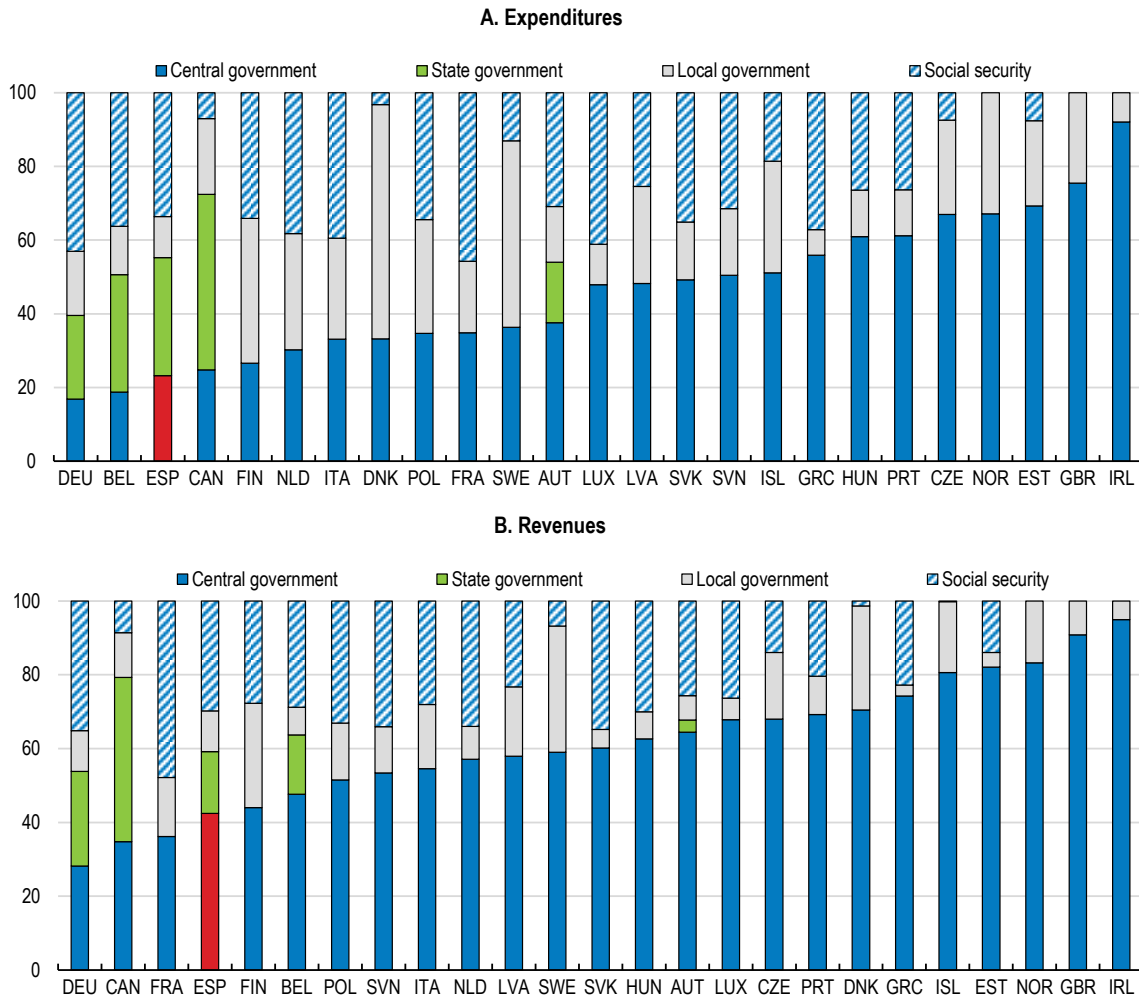 A. Expenditures
Central government State government Local government Social security
100
80
60
40
20
0
DEU BEL ESP CAN FIN NLD ITA DNK POL FRA SWE AUT LUX LVA SVK SVN ISL GRC HUN PRT CZE NOR EST GBR IRL
B. Revenues
Central government State government Local government Social security
100
80
60
40
20
0
DEU CAN FRA ESP FIN BEL POL SVN ITA NLD LVA SWE SVK HUN AUT LUX CZE PRT DNK GRC ISL EST NOR GBR IRL